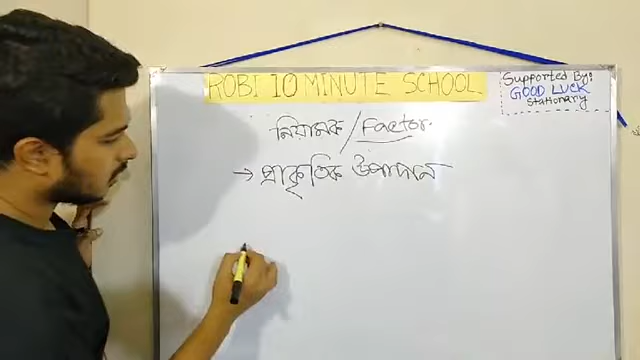 ROBI 10 MINUTE SCHOOL
Supported By:
GOOD LUCK
Stationary
নিয়ামক / Factor.
→ প্রাকৃতিক উপাদান